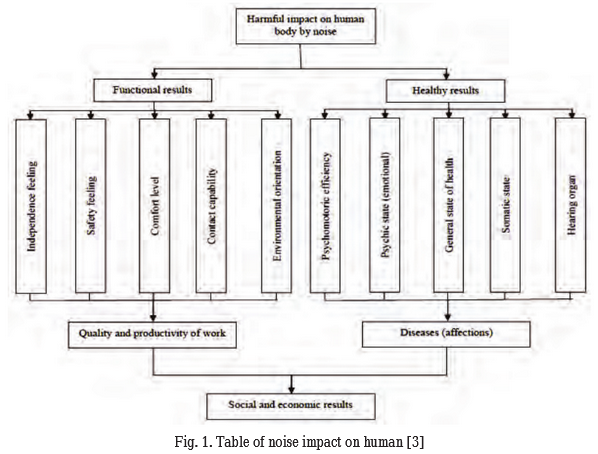 Harmful impact on human
body by noise
Functional results
Healthy results
Independence feeling
Safety feeling
Comfort level
Contact capability
Environmental orientation
Psychomotoric efficiency
Psychic state (emotional)
General state of health
Somatic state
Hearing organ
Quality and productivity of work
Diseases (affections)
Social and economic results
Fig. 1. Table of noise impact on human [3]